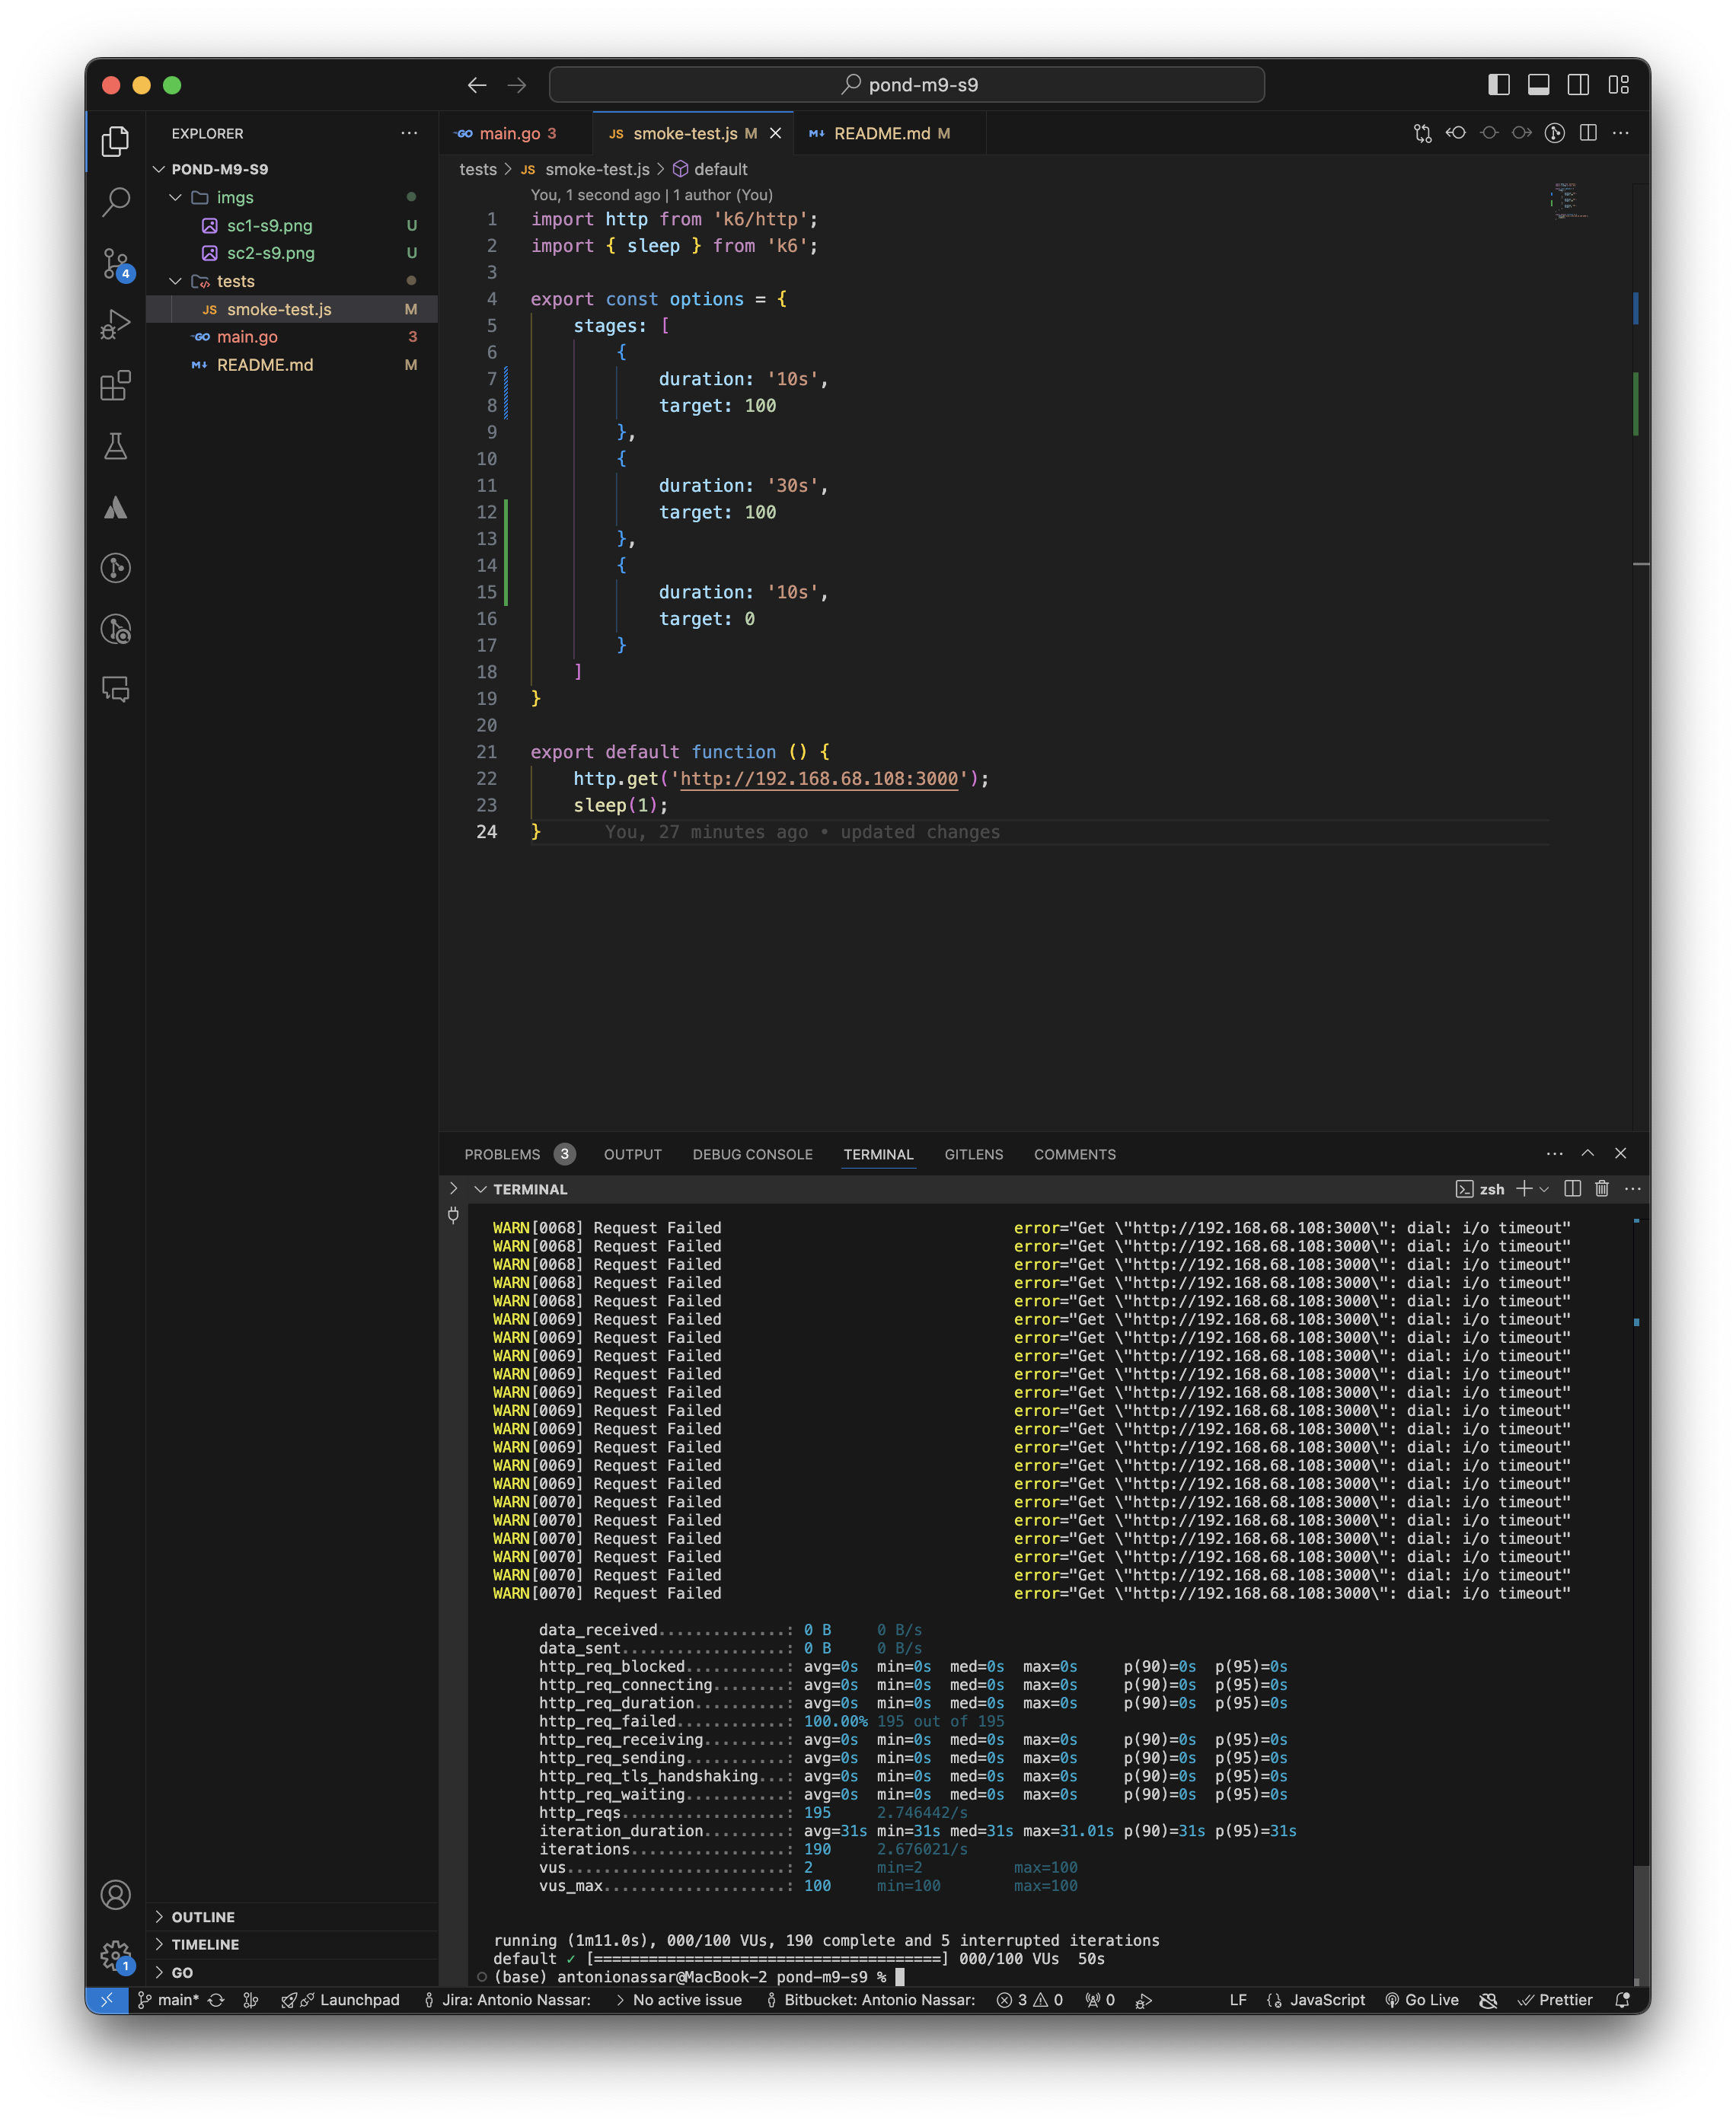 pond-m9-s9
EXPLORER
POND-M9-S9
imgs
sc1-s9.png U
sc2-s9.png U
tests
JS smoke-test.js M
GO main.go 3
M↓ README.md M
4
1
OUTLINE
TIMELINE
GO
GO main.go 3
JS smoke-test.js M
M↓ README.md M
tests > JS smoke-test.js > default
You, 1 second ago | 1 author (You)
1 import http from 'k6/http';
2 import { sleep } from 'k6';
3
4 export const options = {
5 stages: [
6 {
7 duration: '10s',
8 target: 100
9 },
10 {
11 duration: '30s',
12 target: 100
13 },
14 {
15 duration: '10s',
16 target: 0
17 }
18 ]
19 }
20
21 export default function () {
22 http.get('http://192.168.68.108:3000');
23 sleep(1);
24 } You, 27 minutes ago • updated changes
PROBLEMS 3 OUTPUT DEBUG CONSOLE TERMINAL GITLENS COMMENTS
TERMINAL
zsh
WARN[0068] Request Failed error="Get \"http://192.168.68.108:3000\": dial: i/o timeout"
WARN[0068] Request Failed error="Get \"http://192.168.68.108:3000\": dial: i/o timeout"
WARN[0068] Request Failed error="Get \"http://192.168.68.108:3000\": dial: i/o timeout"
WARN[0068] Request Failed error="Get \"http://192.168.68.108:3000\": dial: i/o timeout"
WARN[0068] Request Failed error="Get \"http://192.168.68.108:3000\": dial: i/o timeout"
WARN[0069] Request Failed error="Get \"http://192.168.68.108:3000\": dial: i/o timeout"
WARN[0069] Request Failed error="Get \"http://192.168.68.108:3000\": dial: i/o timeout"
WARN[0069] Request Failed error="Get \"http://192.168.68.108:3000\": dial: i/o timeout"
WARN[0069] Request Failed error="Get \"http://192.168.68.108:3000\": dial: i/o timeout"
WARN[0069] Request Failed error="Get \"http://192.168.68.108:3000\": dial: i/o timeout"
WARN[0069] Request Failed error="Get \"http://192.168.68.108:3000\": dial: i/o timeout"
WARN[0069] Request Failed error="Get \"http://192.168.68.108:3000\": dial: i/o timeout"
WARN[0069] Request Failed error="Get \"http://192.168.68.108:3000\": dial: i/o timeout"
WARN[0069] Request Failed error="Get \"http://192.168.68.108:3000\": dial: i/o timeout"
WARN[0069] Request Failed error="Get \"http://192.168.68.108:3000\": dial: i/o timeout"
WARN[0070] Request Failed error="Get \"http://192.168.68.108:3000\": dial: i/o timeout"
WARN[0070] Request Failed error="Get \"http://192.168.68.108:3000\": dial: i/o timeout"
WARN[0070] Request Failed error="Get \"http://192.168.68.108:3000\": dial: i/o timeout"
WARN[0070] Request Failed error="Get \"http://192.168.68.108:3000\": dial: i/o timeout"
WARN[0070] Request Failed error="Get \"http://192.168.68.108:3000\": dial: i/o timeout"
WARN[0070] Request Failed error="Get \"http://192.168.68.108:3000\": dial: i/o timeout"
data_received..............: 0 B 0 B/s
data_sent..................: 0 B 0 B/s
http_req_blocked...........: avg=0s min=0s med=0s max=0s p(90)=0s p(95)=0s
http_req_connecting........: avg=0s min=0s med=0s max=0s p(90)=0s p(95)=0s
http_req_duration..........: avg=0s min=0s med=0s max=0s p(90)=0s p(95)=0s
http_req_failed............: 100.00% 195 out of 195
http_req_receiving.........: avg=0s min=0s med=0s max=0s p(90)=0s p(95)=0s
http_req_sending...........: avg=0s min=0s med=0s max=0s p(90)=0s p(95)=0s
http_req_tls_handshaking...: avg=0s min=0s med=0s max=0s p(90)=0s p(95)=0s
http_req_waiting...........: avg=0s min=0s med=0s max=0s p(90)=0s p(95)=0s
http_reqs..................: 195 2.746442/s
iteration_duration.........: avg=31s min=31s med=31s max=31.01s p(90)=31s p(95)=31s
iterations.................: 190 2.676021/s
vus........................: 2 min=2 max=100
vus_max....................: 100 min=100 max=100
running (1m11.0s), 000/100 VUs, 190 complete and 5 interrupted iterations
default ✓ [======================================] 000/100 VUs 50s
(base) antonionassar@MacBook-2 pond-m9-s9 %
main* Launchpad Jira: Antonio Nassar: > No active issue Bitbucket: Antonio Nassar: 3 0 0 LF JavaScript Go Live Prettier